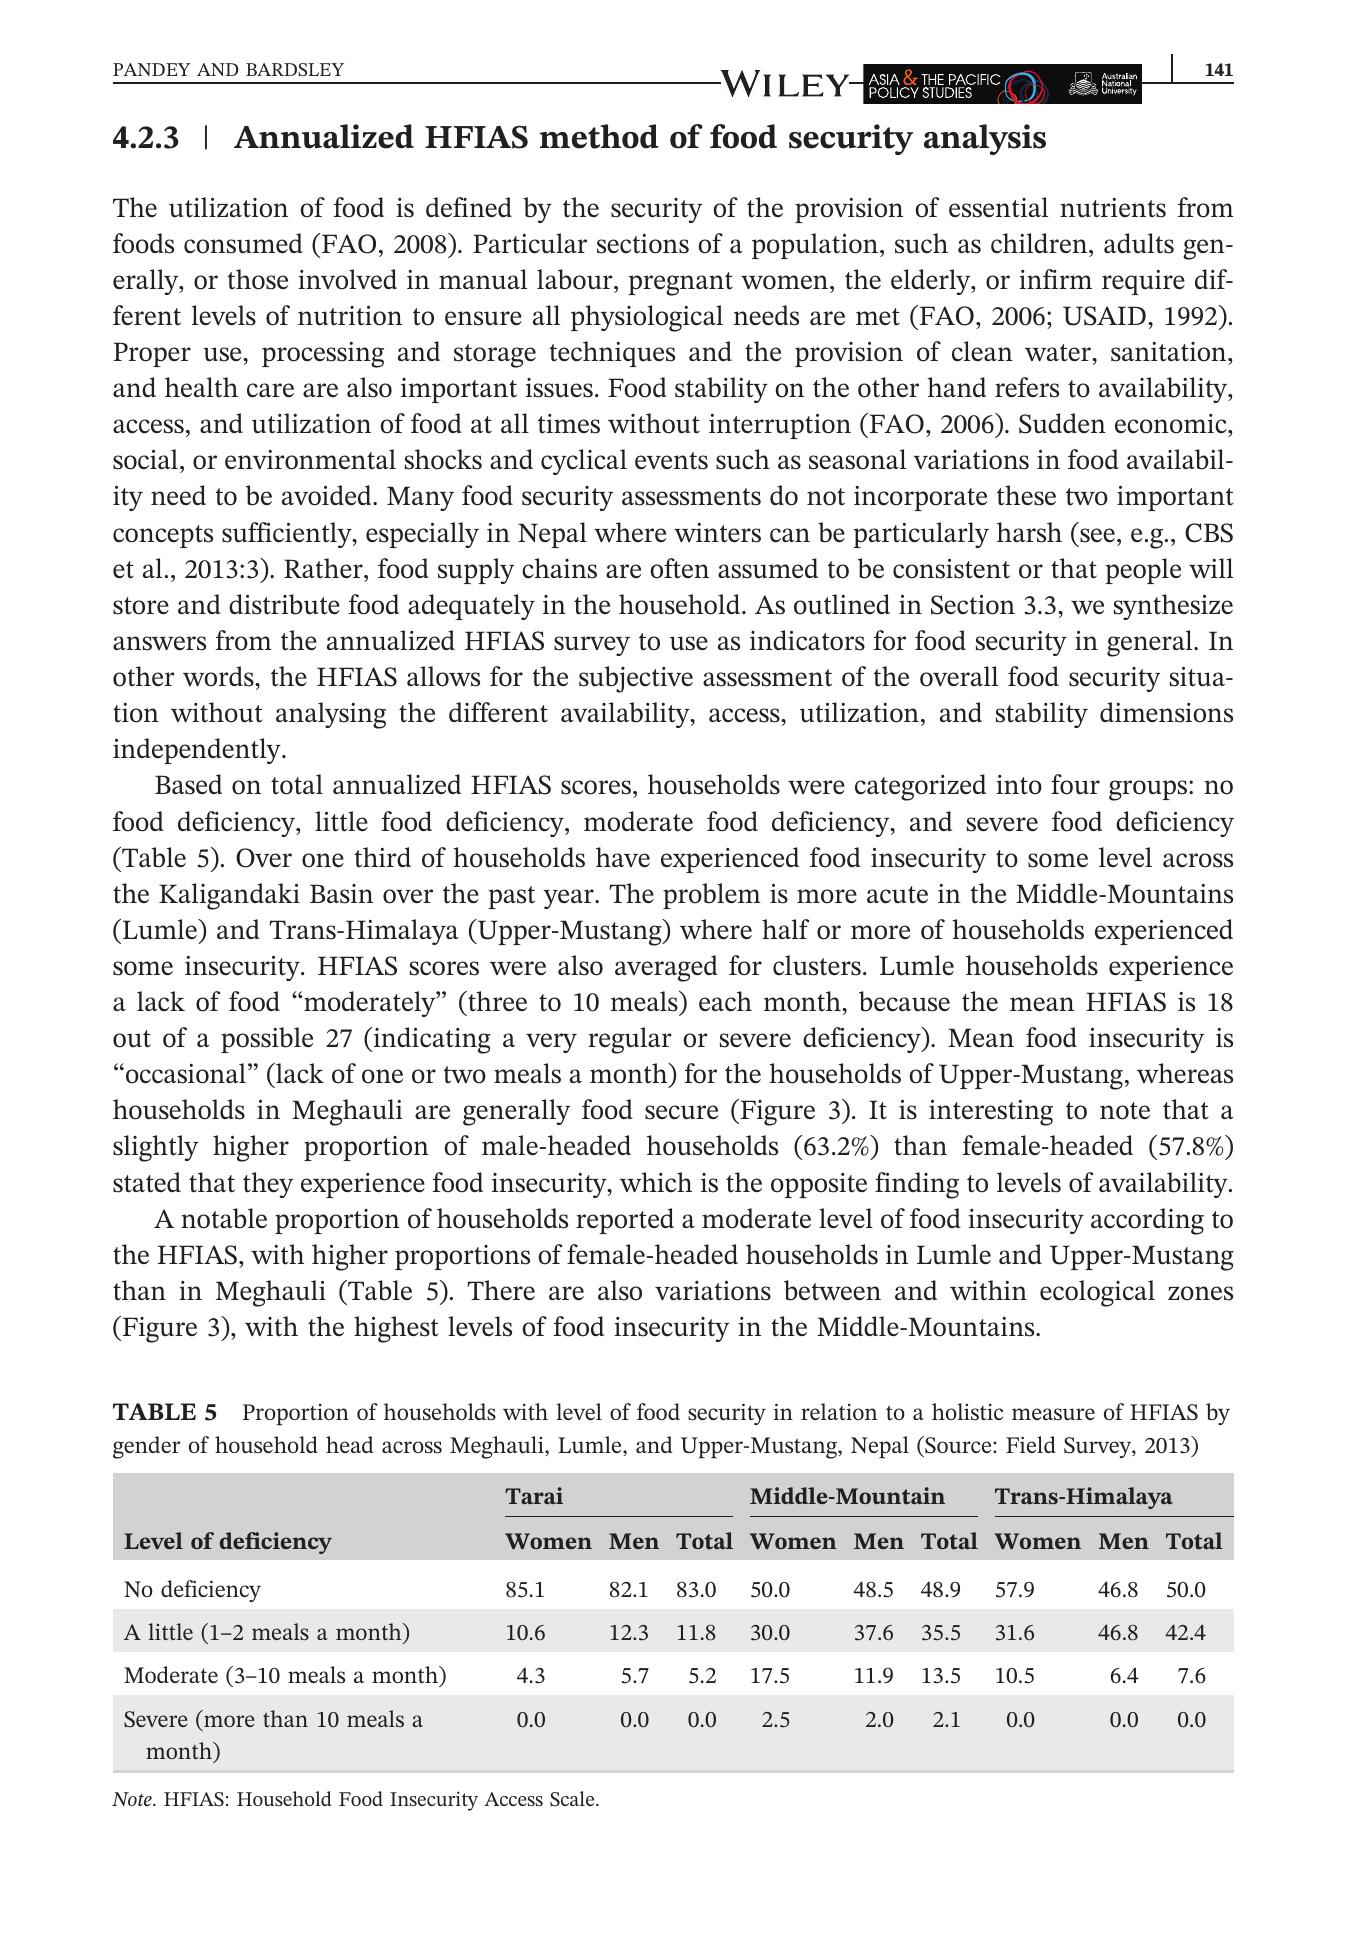 PANDEY AND BARDSLEY
WILEY
ASIA & THE PACIFIC
POLICY STUDIES
Australian
National
University
141
4.2.3 | Annualized HFIAS method of food security analysis
The utilization of food is defined by the security of the provision of essential nutrients from
foods consumed (FAO, 2008). Particular sections of a population, such as children, adults gen-
erally, or those involved in manual labour, pregnant women, the elderly, or infirm require dif-
ferent levels of nutrition to ensure all physiological needs are met (FAO, 2006; USAID, 1992).
Proper use, processing and storage techniques and the provision of clean water, sanitation,
and health care are also important issues. Food stability on the other hand refers to availability,
access, and utilization of food at all times without interruption (FAO, 2006). Sudden economic,
social, or environmental shocks and cyclical events such as seasonal variations in food availabil-
ity need to be avoided. Many food security assessments do not incorporate these two important
concepts sufficiently, especially in Nepal where winters can be particularly harsh (see, e.g., CBS
et al., 2013:3). Rather, food supply chains are often assumed to be consistent or that people will
store and distribute food adequately in the household. As outlined in Section 3.3, we synthesize
answers from the annualized HFIAS survey to use as indicators for food security in general. In
other words, the HFIAS allows for the subjective assessment of the overall food security situa-
tion without analysing the different availability, access, utilization, and stability dimensions
independently.
Based on total annualized HFIAS scores, households were categorized into four groups: no
food deficiency, little food deficiency, moderate food deficiency, and severe food deficiency
(Table 5). Over one third of households have experienced food insecurity to some level across
the Kaligandaki Basin over the past year. The problem is more acute in the Middle-Mountains
(Lumle) and Trans-Himalaya (Upper-Mustang) where half or more of households experienced
some insecurity. HFIAS scores were also averaged for clusters. Lumle households experience
a lack of food “moderately” (three to 10 meals) each month, because the mean HFIAS is 18
out of a possible 27 (indicating a very regular or severe deficiency). Mean food insecurity is
“occasional” (lack of one or two meals a month) for the households of Upper-Mustang, whereas
households in Meghauli are generally food secure (Figure 3). It is interesting to note that a
slightly higher proportion of male-headed households (63.2%) than female-headed (57.8%)
stated that they experience food insecurity, which is the opposite finding to levels of availability.
A notable proportion of households reported a moderate level of food insecurity according to
the HFIAS, with higher proportions of female-headed households in Lumle and Upper-Mustang
than in Meghauli (Table 5). There are also variations between and within ecological zones
(Figure 3), with the highest levels of food insecurity in the Middle-Mountains.
TABLE 5 Proportion of households with level of food security in relation to a holistic measure of HFIAS by
gender of household head across Meghauli, Lumle, and Upper-Mustang, Nepal (Source: Field Survey, 2013)
Tarai Middle-Mountain Trans-Himalaya
Level of deficiency Women Men Total Women Men Total Women Men Total
No deficiency 85.1 82.1 83.0 50.0 48.5 48.9 57.9 46.8 50.0
A little (1–2 meals a month) 10.6 12.3 11.8 30.0 37.6 35.5 31.6 46.8 42.4
Moderate (3–10 meals a month) 4.3 5.7 5.2 17.5 11.9 13.5 10.5 6.4 7.6
Severe (more than 10 meals a 0.0 0.0 0.0 2.5 2.0 2.1 0.0 0.0 0.0
month)
Note. HFIAS: Household Food Insecurity Access Scale.